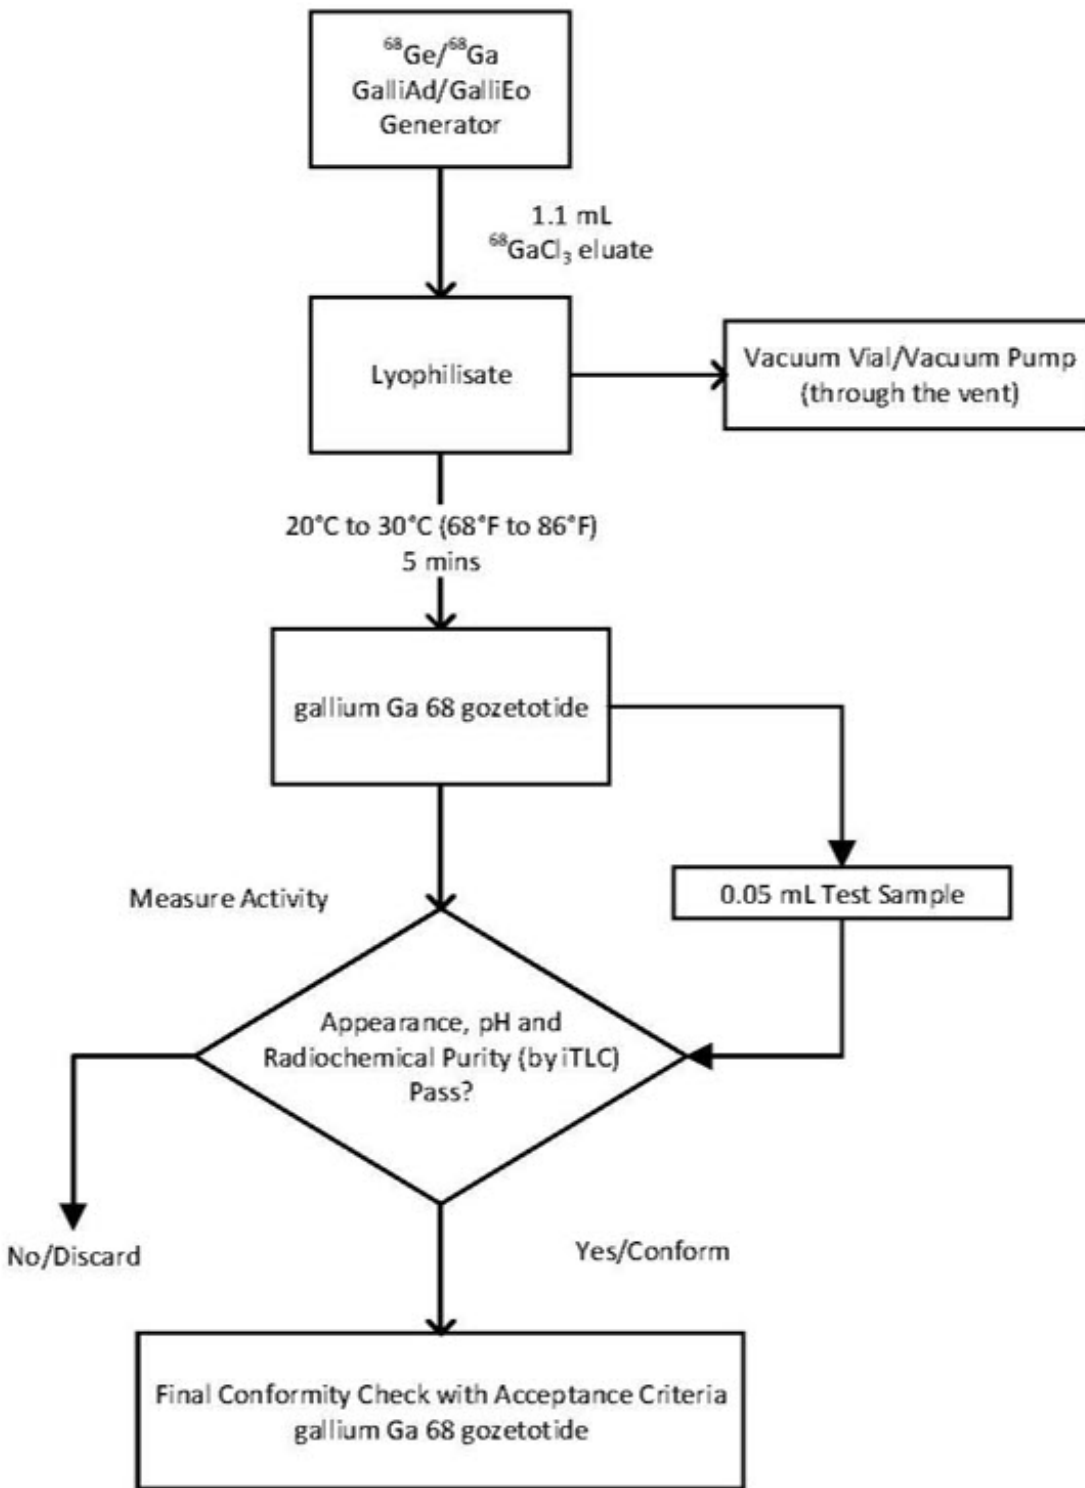 ⁶⁸Ge/⁶⁸Ga
GalliAd/GalliEo
Generator
1.1 mL
⁶⁸GaCl₃ eluate
Lyophilisate
Vacuum Vial/Vacuum Pump
(through the vent)
20°C to 30°C (68°F to 86°F)
5 mins
gallium Ga 68 gozetotide
0.05 mL Test Sample
Measure Activity
Appearance, pH and
Radiochemical Purity (by iTLC)
Pass?
No/Discard
Yes/Conform
Final Conformity Check with Acceptance Criteria
gallium Ga 68 gozetotide